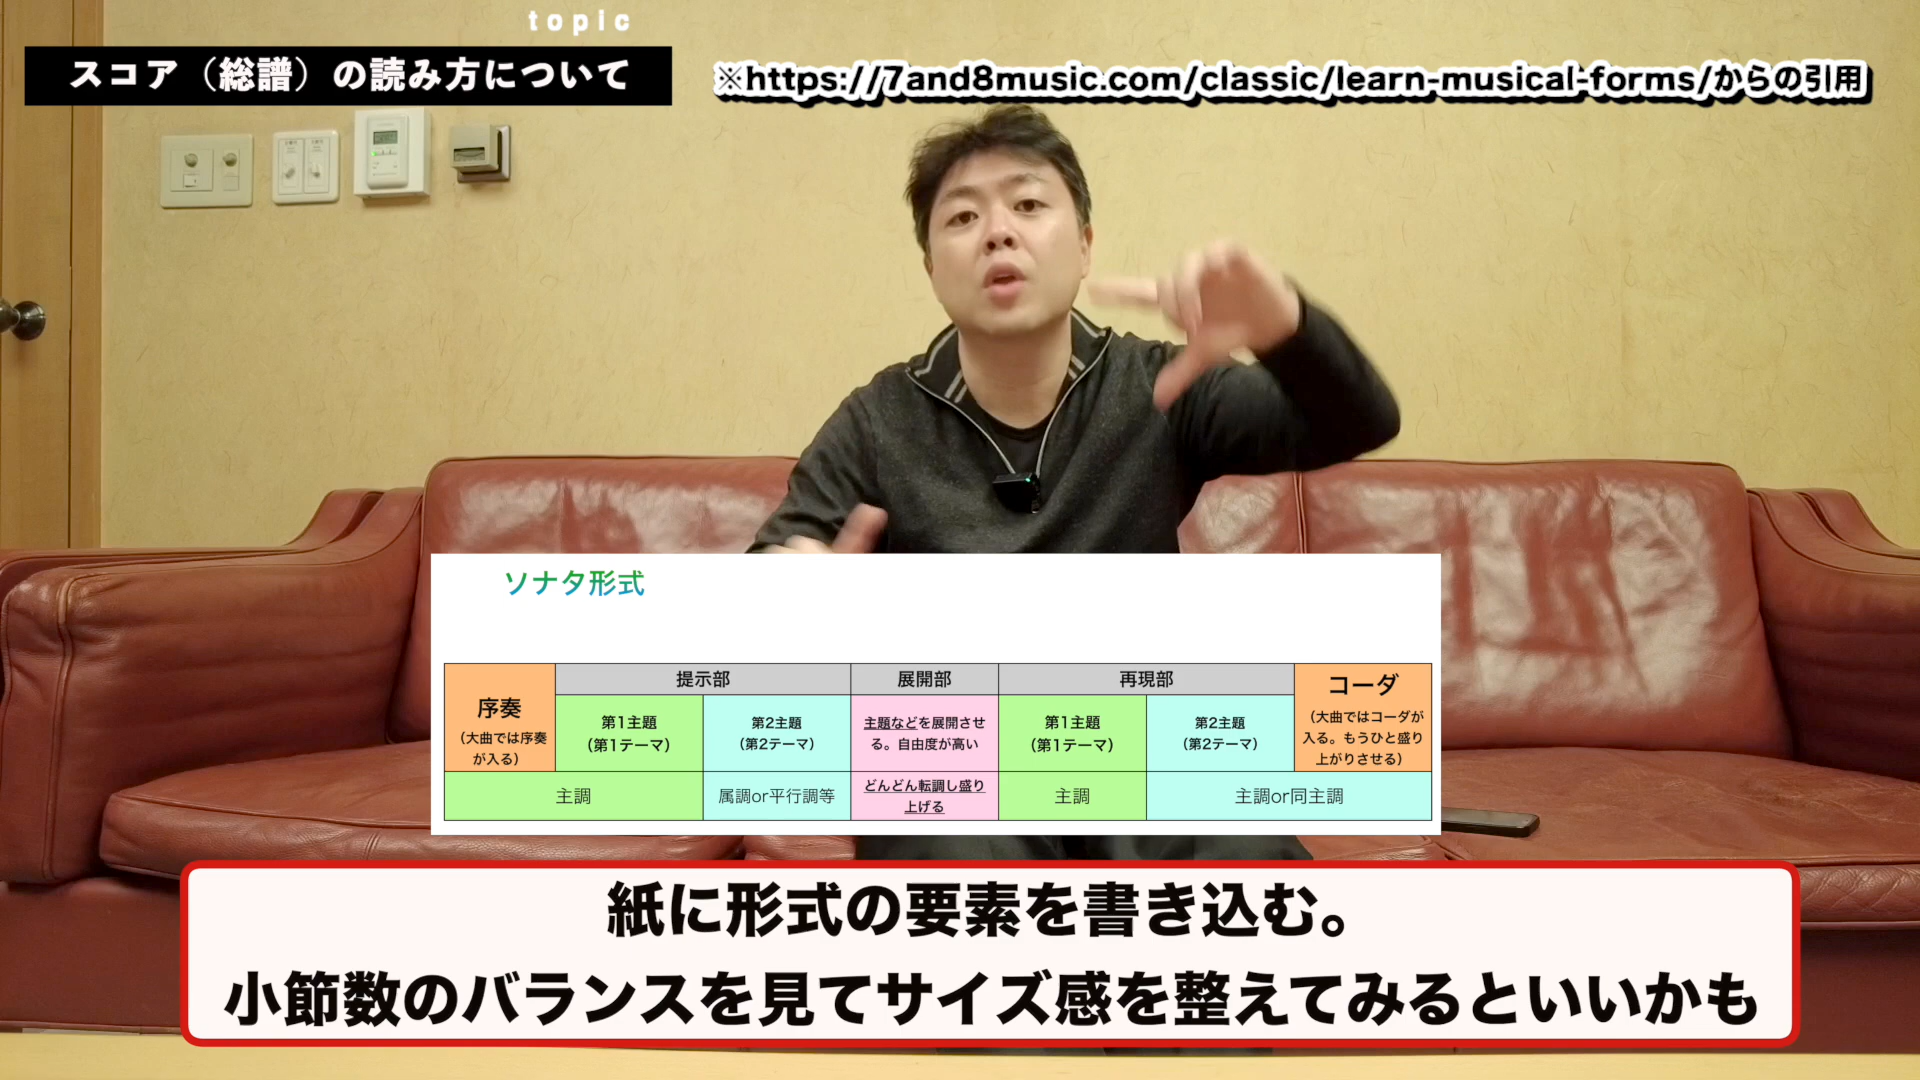 topic
スコア（総譜）の読み方について
※https://7and8music.com/classic/learn-musical-forms/からの引用
ソナタ形式
序奏
（大曲では序奏
が入る）
提示部
展開部
再現部
コーダ
（大曲ではコーダが
入る。もうひと盛り
上がりさせる）
第1主題
（第1テーマ）
第2主題
（第2テーマ）
主題などを展開させ
る。自由度が高い
第1主題
（第1テーマ）
第2主題
（第2テーマ）
主調
属調or平行調等
どんどん転調し盛り
上げる
主調
主調or同主調
紙に形式の要素を書き込む。
小節数のバランスを見てサイズ感を整えてみるといいかも